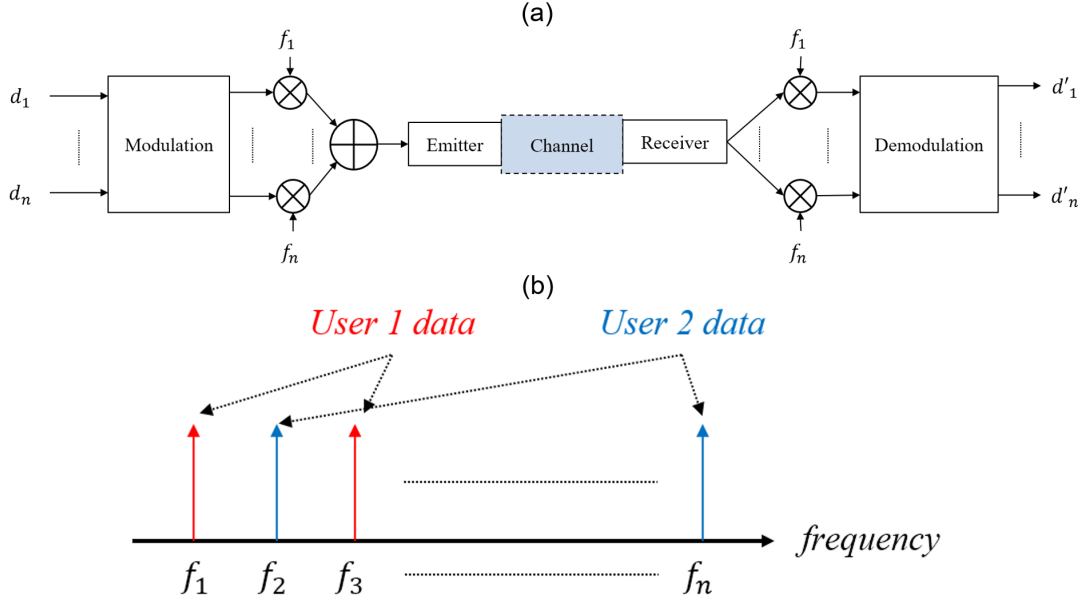 (a)
f₁ f₁
d₁ d'₁
Modulation Emitter Channel Receiver Demodulation
dₙ d'ₙ
fₙ fₙ
(b)
User 1 data User 2 data
frequency
f₁ f₂ f₃ fₙ